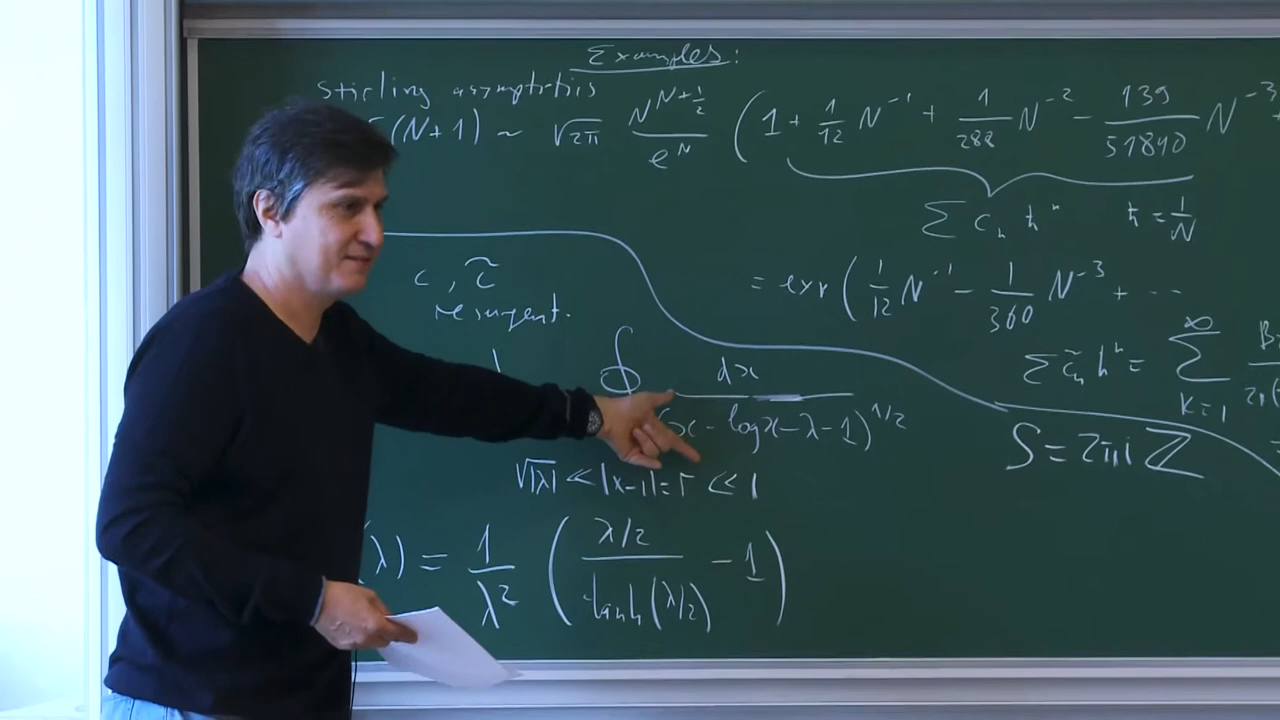 Examples:
Stirling asymptotics
Γ(N+1) ~ √2π N^{N+1/2} / e^N (1 + 1/12 N^{-1} + 1/288 N^{-2} - 139/51840 N^{-3} +
Σ c_n ħ^n ħ = 1/N
= exp( 1/12 N^{-1} - 1/360 N^{-3} + ...
c, c̃
resurgent.
Σ c̃_n ħ^n = Σ_{k=1}^{∞}
∮ dx / (x - log x - λ - 1)^{1/2}
S = 2πi ℤ
√|λ| ≪ |x-1| = r ≪ 1
(λ) = 1/λ² ( λ/2 / tanh(λ/2) - 1 )